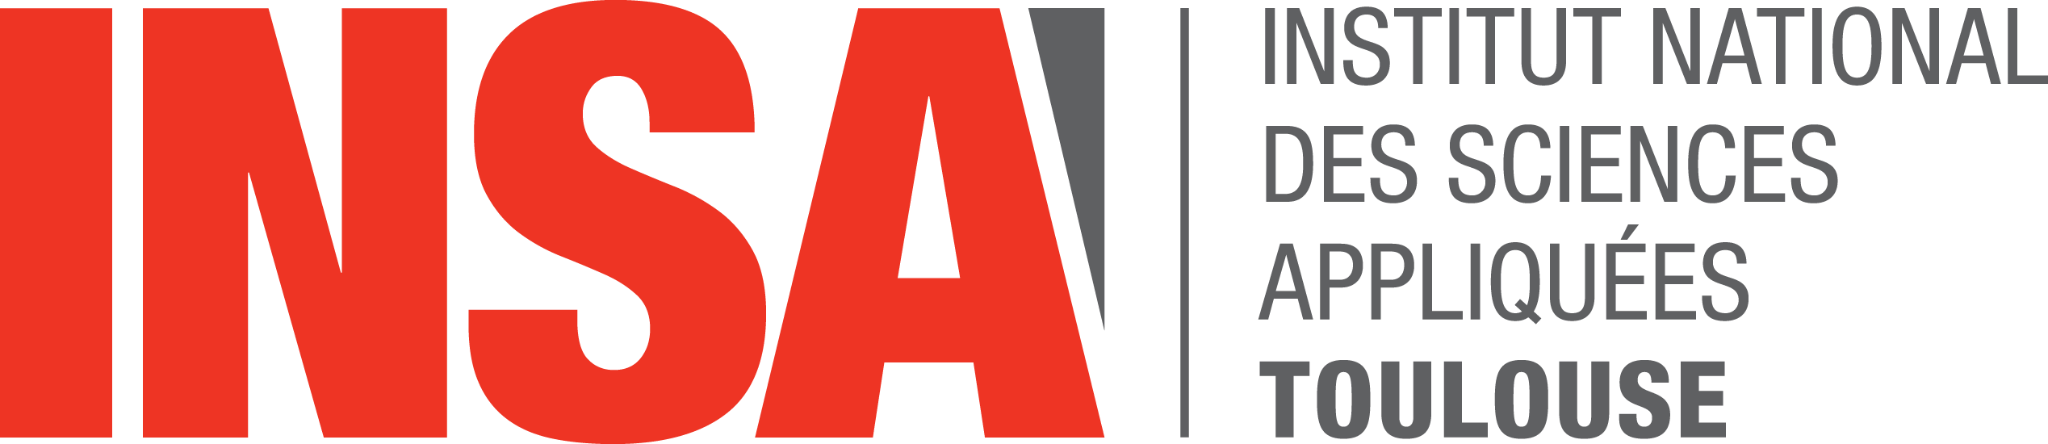 INSA
INSTITUT NATIONAL
DES SCIENCES
APPLIQUÉES
TOULOUSE